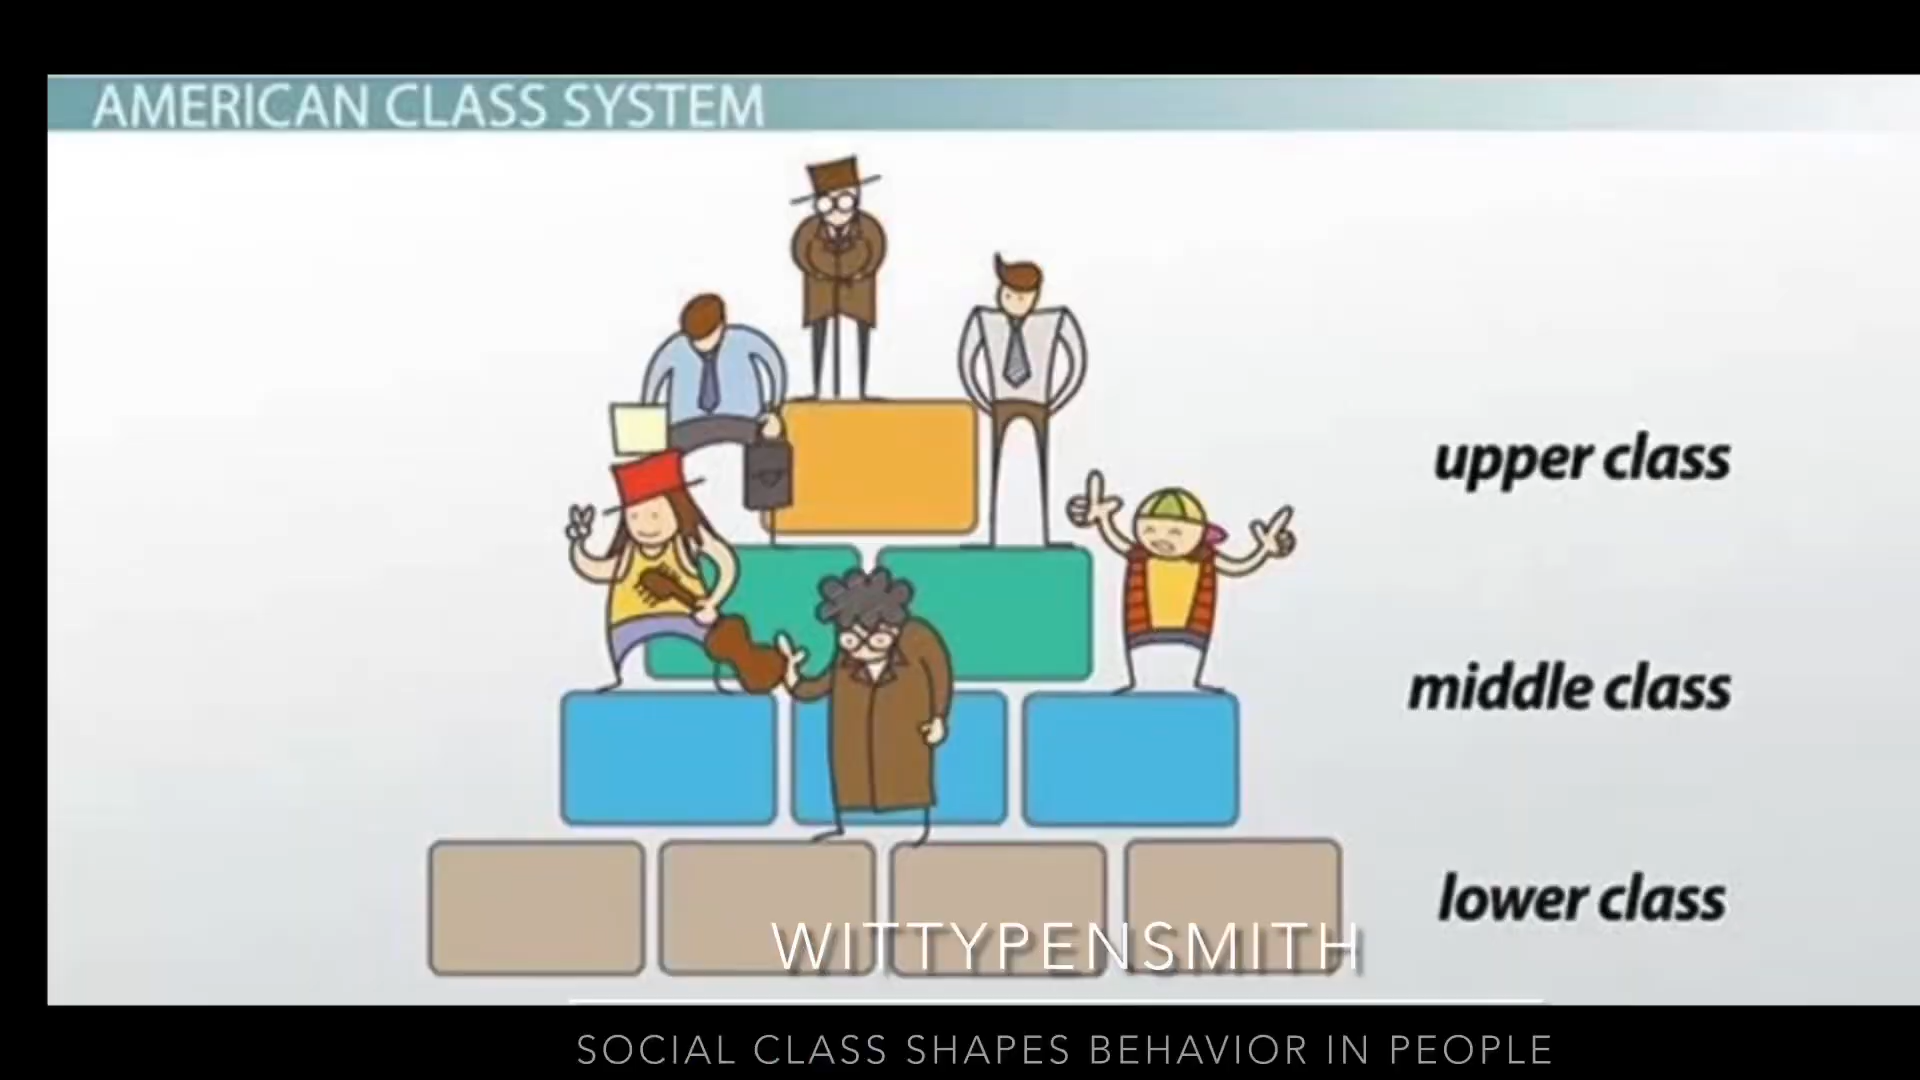 AMERICAN CLASS SYSTEM
upper class
middle class
lower class
WITTYPENSMITH
SOCIAL CLASS SHAPES BEHAVIOR IN PEOPLE